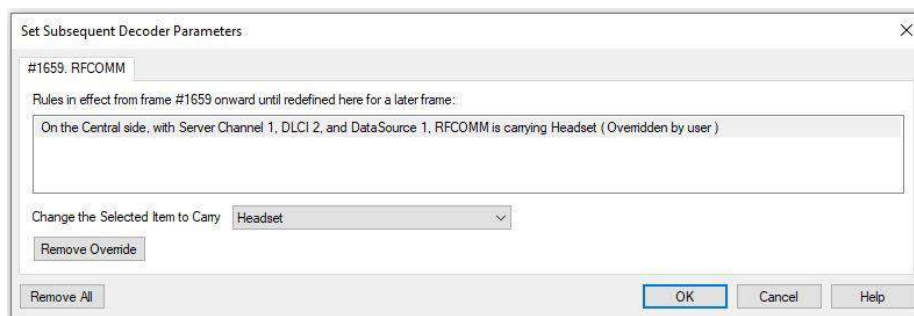 Set Subsequent Decoder Parameters
#1659. RFCOMM
Rules in effect from frame #1659 onward until redefined here for a later frame:
On the Central side, with Server Channel 1, DLCI 2, and DataSource 1, RFCOMM is carrying Headset ( Overridden by user )
Change the Selected Item to Carry Headset
Remove Override
Remove All OK Cancel Help